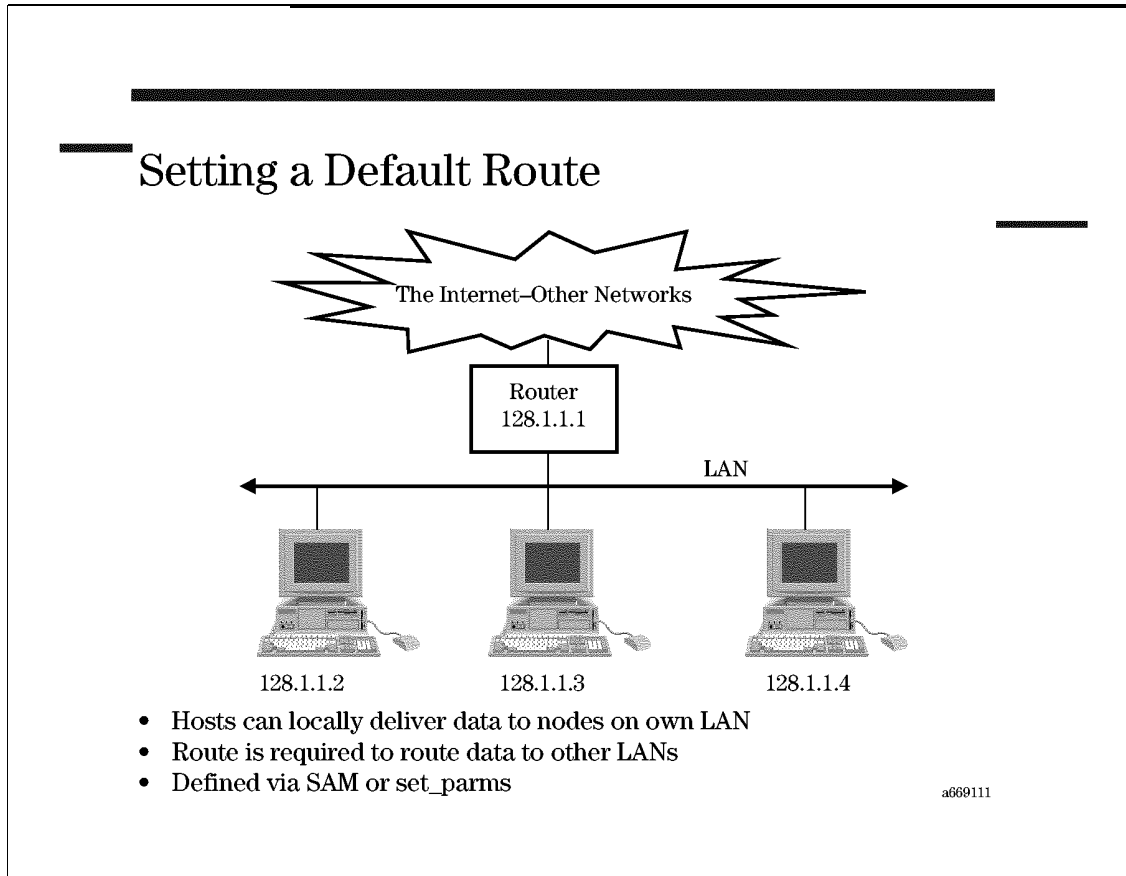 Setting a Default Route
The Internet–Other Networks
Router
128.1.1.1
LAN
128.1.1.2
128.1.1.3
128.1.1.4
• Hosts can locally deliver data to nodes on own LAN
• Route is required to route data to other LANs
• Defined via SAM or set_parms
a669111